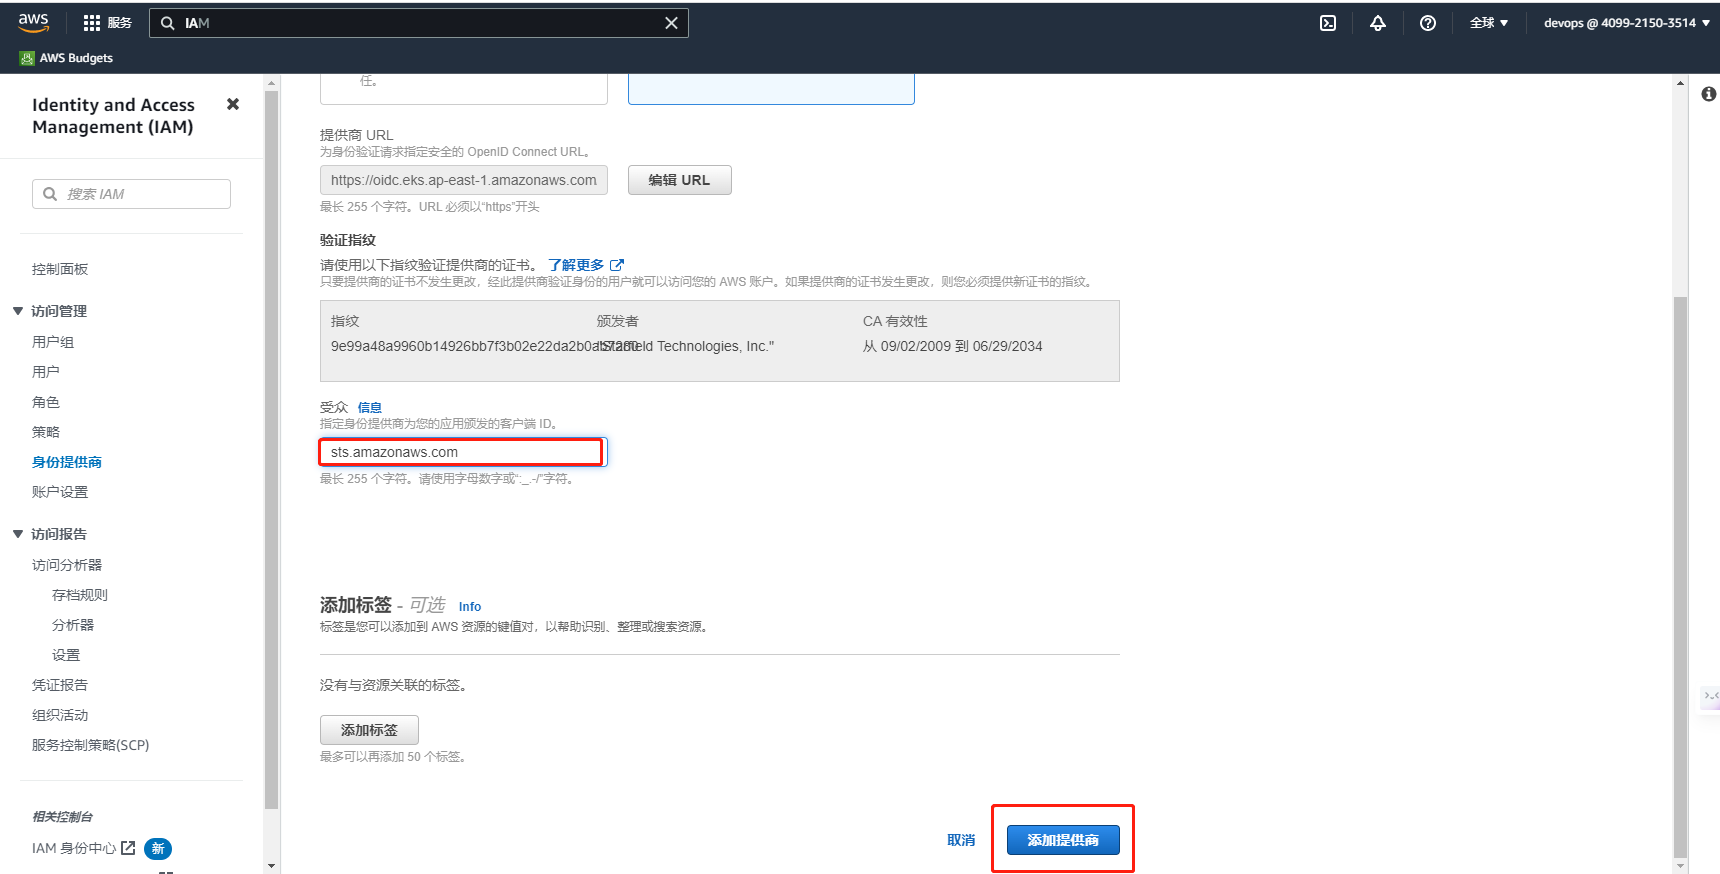 aws
服务
IAM
全球
devops @ 4099-2150-3514
AWS Budgets
Identity and Access
Management (IAM)
搜索 IAM
控制面板
访问管理
用户组
用户
角色
策略
身份提供商
账户设置
访问报告
访问分析器
存档规则
分析器
设置
凭证报告
组织活动
服务控制策略(SCP)
相关控制台
IAM 身份中心
新
任。
提供商 URL
为身份验证请求指定安全的 OpenID Connect URL。
https://oidc.eks.ap-east-1.amazonaws.com
编辑 URL
最长 255 个字符。URL 必须以“https”开头
验证指纹
请使用以下指纹验证提供商的证书。 了解更多
只要提供商的证书不发生更改，经此提供商验证身份的用户就可以访问您的 AWS 账户。如果提供商的证书发生更改，则您必须提供新证书的指纹。
指纹 颁发者 CA 有效性
9e99a48a9960b14926bb7f3b02e22da2b0ab7280 "Starfield Technologies, Inc." 从 09/02/2009 到 06/29/2034
受众 信息
指定身份提供商为您的应用颁发的客户端 ID。
sts.amazonaws.com
最长 255 个字符。请使用字母数字或“:_.-/”字符。
添加标签 - 可选 Info
标签是您可以添加到 AWS 资源的键值对，以帮助识别、整理或搜索资源。
没有与资源关联的标签。
添加标签
最多可以再添加 50 个标签。
取消
添加提供商